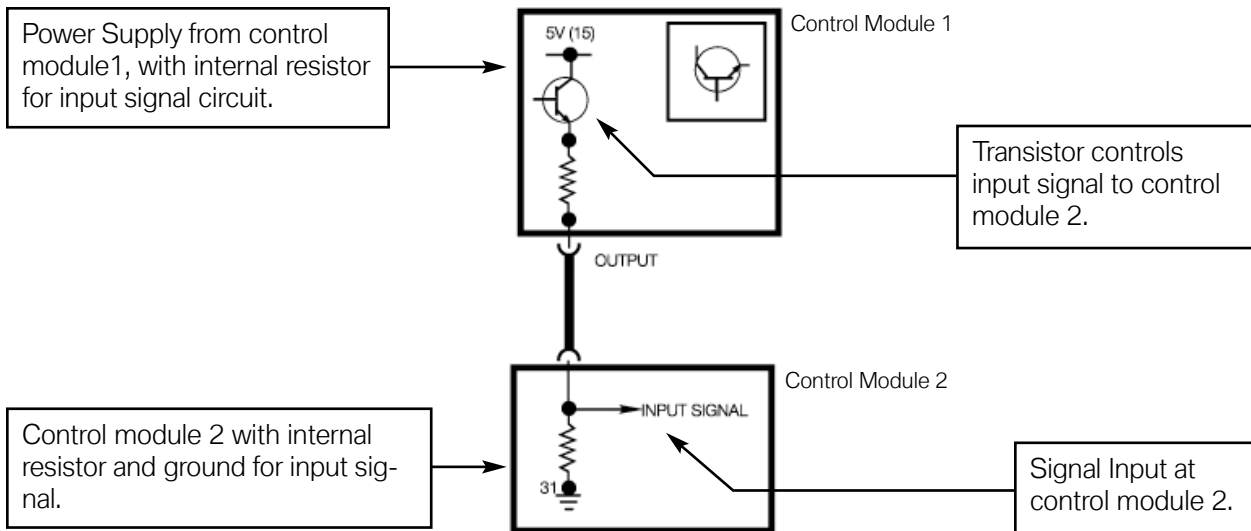 Power Supply from control
module1, with internal resistor
for input signal circuit.
5V (15)
Control Module 1
Transistor controls
input signal to control
module 2.
OUTPUT
Control Module 2
INPUT SIGNAL
Control module 2 with internal
resistor and ground for input sig-
nal.
31
Signal Input at
control module 2.